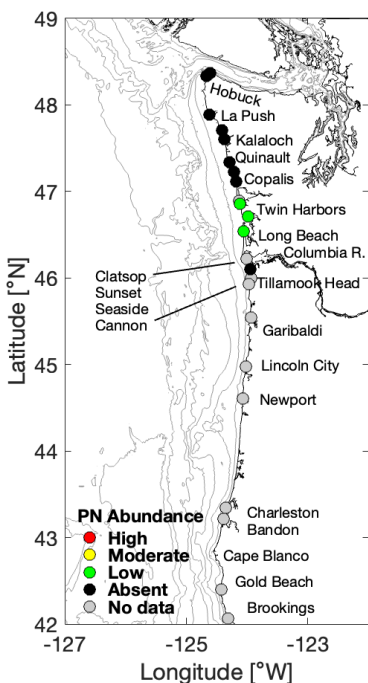 49
48
47
46
45
44
43
42
Latitude [°N]
Hobuck
La Push
Kalaloch
Quinault
Copalis
Twin Harbors
Long Beach
Columbia R.
Clatsop
Sunset
Seaside
Cannon
Tillamook Head
Garibaldi
Lincoln City
Newport
Charleston
Bandon
Cape Blanco
Gold Beach
Brookings
PN Abundance
High
Moderate
Low
Absent
No data
-127
-125
-123
Longitude [°W]